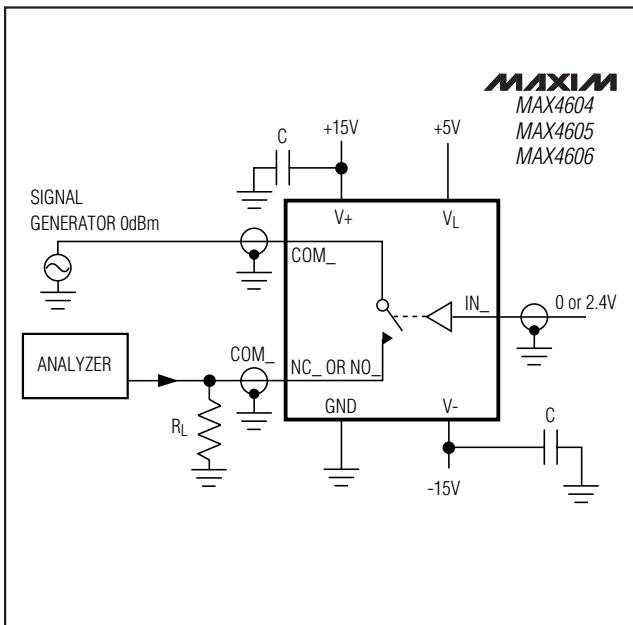 MAXIM
MAX4604
MAX4605
MAX4606
+15V
+5V
C
SIGNAL
GENERATOR 0dBm
V+
VL
COM_
IN_
0 or 2.4V
ANALYZER
COM_
NC_ OR NO_
RL
GND
V-
C
-15V